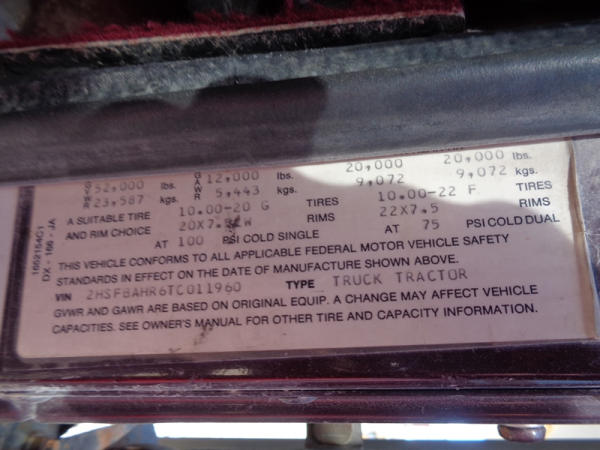 GVWR 52,000 lbs. GAWR 12,000 lbs. 20,000 20,000 lbs.
23,587 kgs. 5,443 kgs. 9,072 9,072 kgs.
A SUITABLE TIRE 10.00-20 G TIRES 10.00-22 F TIRES
AND RIM CHOICE 20X7. W RIMS 22X7.5 RIMS
AT 100 PSI COLD SINGLE AT 75 PSI COLD DUAL
THIS VEHICLE CONFORMS TO ALL APPLICABLE FEDERAL MOTOR VEHICLE SAFETY
STANDARDS IN EFFECT ON THE DATE OF MANUFACTURE SHOWN ABOVE.
VIN 2HSFBAHR6TC011960 TYPE TRUCK TRACTOR
GVWR AND GAWR ARE BASED ON ORIGINAL EQUIP. A CHANGE MAY AFFECT VEHICLE
CAPACITIES. SEE OWNER'S MANUAL FOR OTHER TIRE AND CAPACITY INFORMATION.
1652154C1
DX - 166 - JA